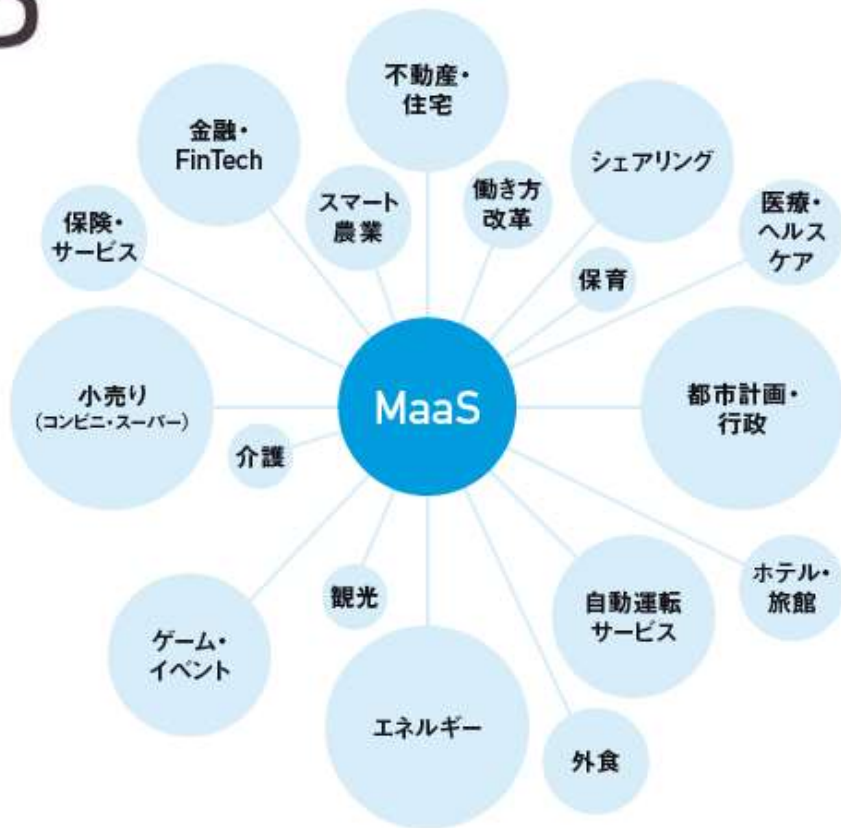 不動産・
住宅
金融・
FinTech
シェアリング
スマート
農業
働き方
改革
医療・
ヘルス
ケア
保険・
サービス
保育
小売り
（コンビニ・スーパー）
MaaS
都市計画・
行政
介護
ホテル・
旅館
観光
自動運転
サービス
ゲーム・
イベント
エネルギー
外食